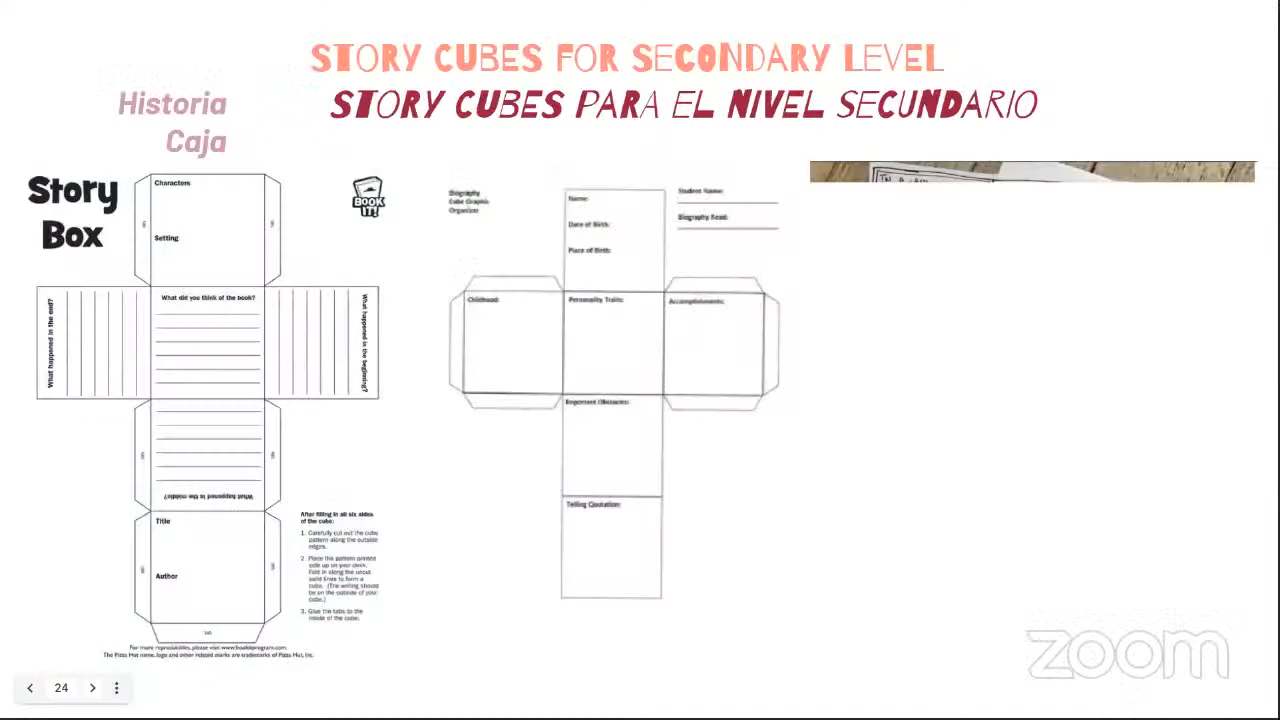 STORY CUBES FOR SECONDARY LEVEL
STORY CUBES PARA EL NIVEL SECUNDARIO
Historia
Caja
Story
Box
BOOK
IT!
Characters
Setting
What happened in the end?
What did you think of the book?
What happened in the beginning?
What happened in the middle?
Title
Author
tab
After filling in all six sides
of the cube:
1. Carefully cut out the cube
pattern along the outside
edges.
2. Place the pattern printed
side up on your desk.
Fold in along the uncut
solid lines to form a
cube. (The writing should
be on the outside of your
cube.)
3. Glue the tabs to the
inside of the cube.
For more reproducibles, please visit www.bookitprogram.com.
The Pizza Hut name, logo and other related marks are trademarks of Pizza Hut, Inc.
Biography
Cube Graphic
Organizer
Name:
Date of Birth:
Place of Birth:
Student Name:
Biography Read:
Childhood:
Personality Traits:
Accomplishments:
Important Obstacles:
Telling Quotation:
24
zoom